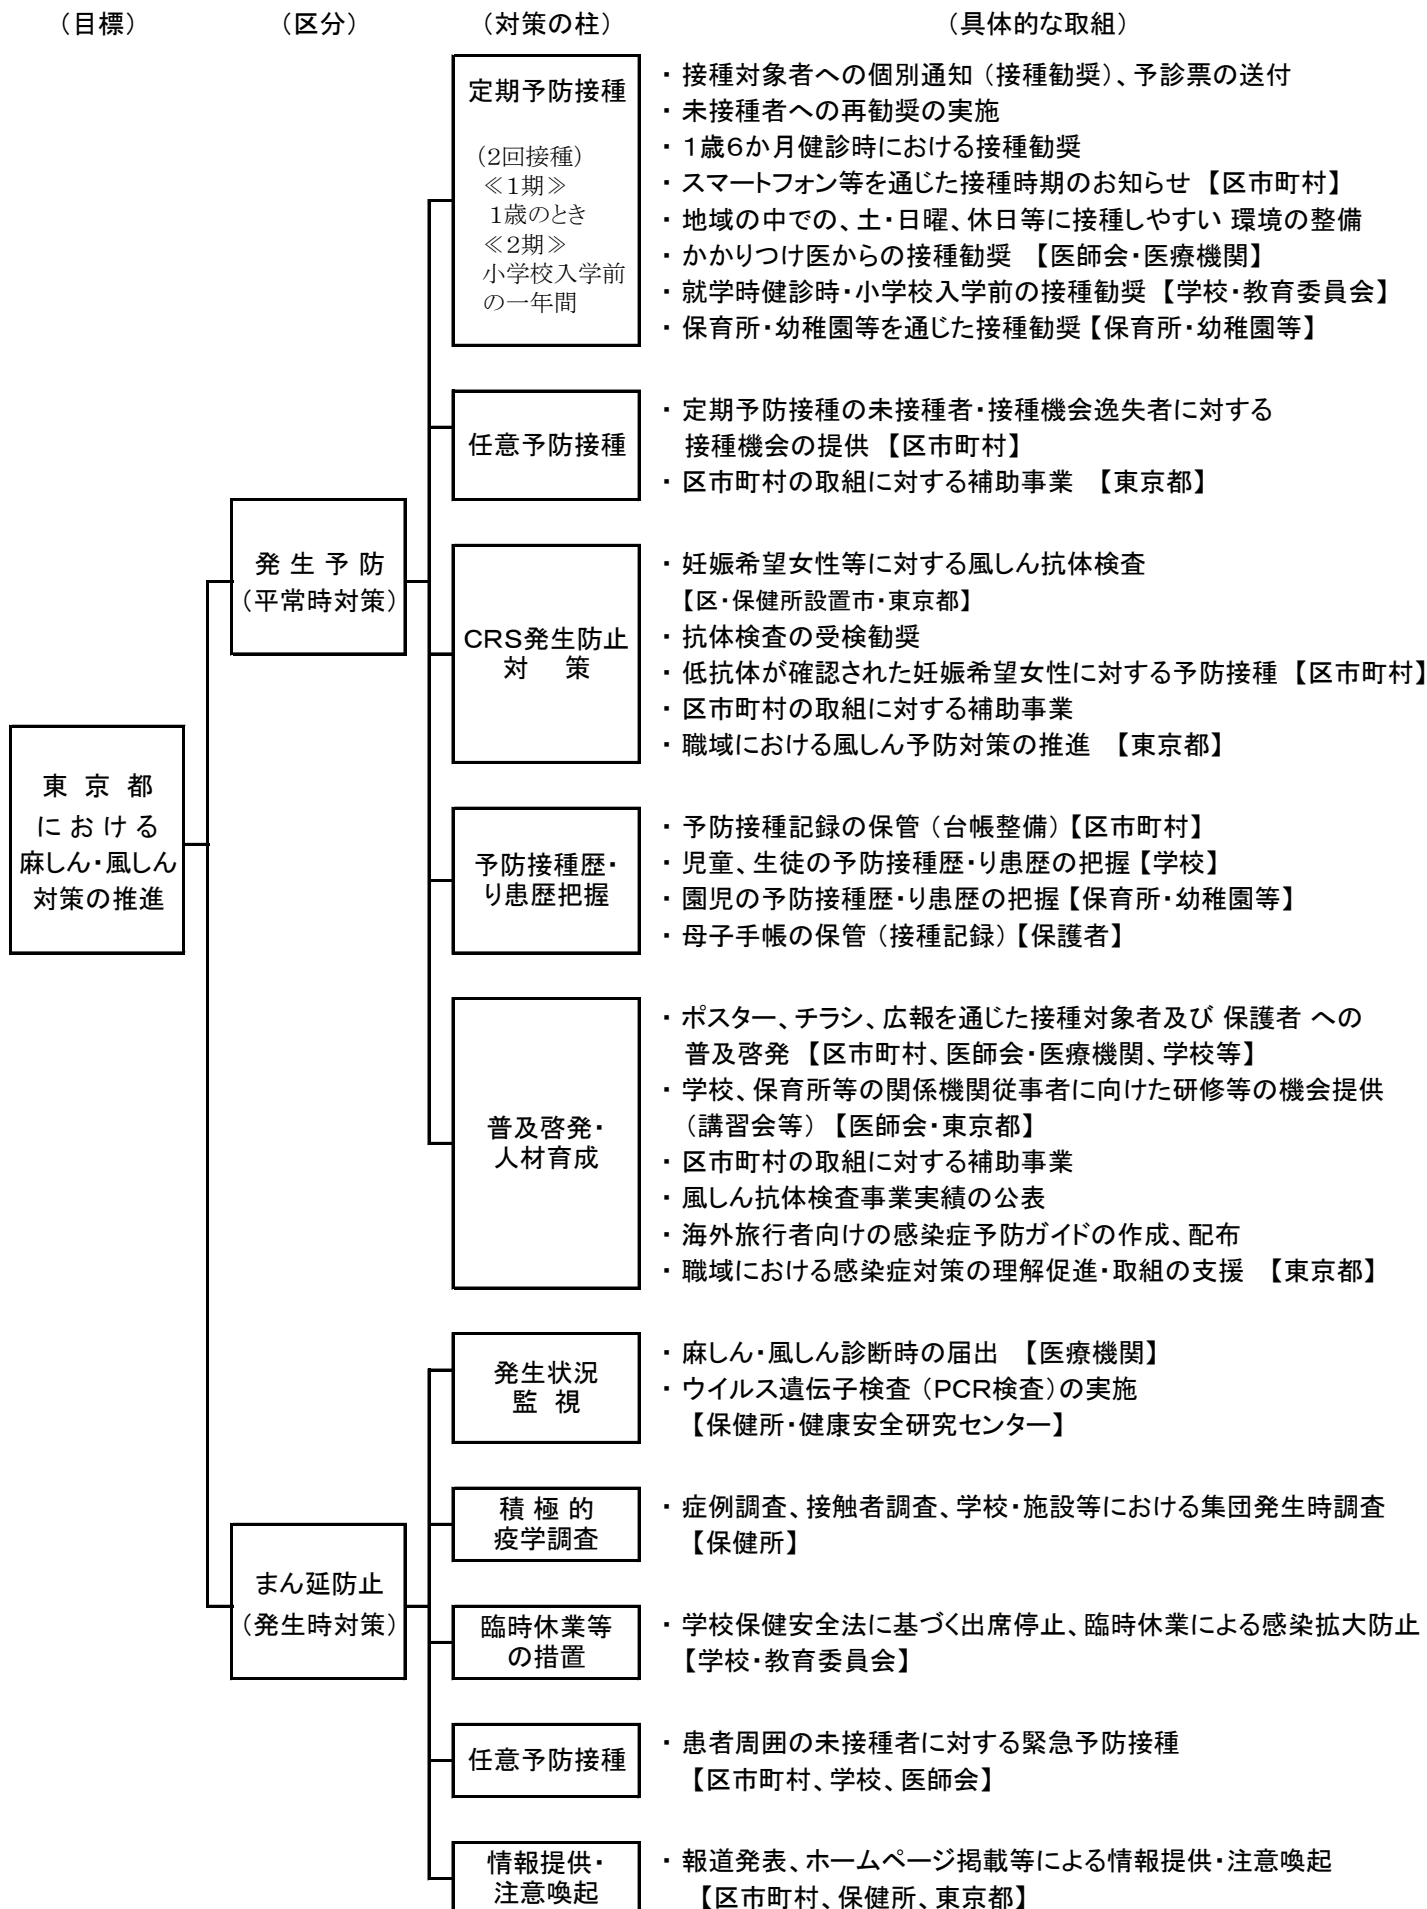 （目標）
（区分）
（対策の柱）
（具体的な取組）
東 京 都
に お け る
麻しん・風しん
対策の推進
発 生 予 防
（平常時対策）
定期予防接種
（2回接種）
≪１期≫
１歳のとき
≪２期≫
小学校入学前
の一年間
・ 接種対象者への個別通知（接種勧奨）、予診票の送付
・ 未接種者への再勧奨の実施
・ １歳６か月健診時における接種勧奨
・ スマートフォン等を通じた接種時期のお知らせ 【区市町村】
・ 地域の中での、土・日曜、休日等に接種しやすい 環境の整備
・ かかりつけ医からの接種勧奨 【医師会・医療機関】
・ 就学時健診時・小学校入学前の接種勧奨 【学校・教育委員会】
・ 保育所・幼稚園等を通じた接種勧奨【保育所・幼稚園等】
任意予防接種
・ 定期予防接種の未接種者・接種機会逸失者に対する
接種機会の提供 【区市町村】
・ 区市町村の取組に対する補助事業 【東京都】
CRS発生防止
対 策
・ 妊娠希望女性等に対する風しん抗体検査
【区・保健所設置市・東京都】
・ 抗体検査の受検勧奨
・ 低抗体が確認された妊娠希望女性に対する予防接種 【区市町村】
・ 区市町村の取組に対する補助事業
・ 職域における風しん予防対策の推進 【東京都】
予防接種歴・
り患歴把握
・ 予防接種記録の保管（台帳整備）【区市町村】
・ 児童、生徒の予防接種歴・り患歴の把握【学校】
・ 園児の予防接種歴・り患歴の把握【保育所・幼稚園等】
・ 母子手帳の保管（接種記録）【保護者】
普及啓発・
人材育成
・ ポスター、チラシ、広報を通じた接種対象者及び 保護者 への
普及啓発 【区市町村、医師会・医療機関、学校等】
・ 学校、保育所等の関係機関従事者に向けた研修等の機会提供
（講習会等） 【医師会・東京都】
・ 区市町村の取組に対する補助事業
・ 風しん抗体検査事業実績の公表
・ 海外旅行者向けの感染症予防ガイドの作成、配布
・ 職域における感染症対策の理解促進・取組の支援 【東京都】
まん延防止
（発生時対策）
発生状況
監 視
・ 麻しん・風しん診断時の届出 【医療機関】
・ ウイルス遺伝子検査（PCR検査）の実施
【保健所・健康安全研究センター】
積 極 的
疫学調査
・ 症例調査、接触者調査、学校・施設等における集団発生時調査
【保健所】
臨時休業等
の措置
・ 学校保健安全法に基づく出席停止、臨時休業による感染拡大防止
【学校・教育委員会】
任意予防接種
・ 患者周囲の未接種者に対する緊急予防接種
【区市町村、学校、医師会】
情報提供・
注意喚起
・ 報道発表、ホームページ掲載等による情報提供・注意喚起
【区市町村、保健所、東京都】